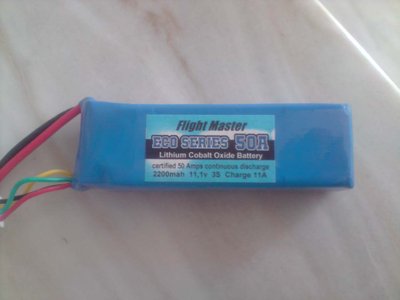 Flight Master
ECO SERIES 50A
Lithium Cobalt Oxide Battery
certified 50 Amps continuous discharge
2200mah 11,1v 3S Charge 11A